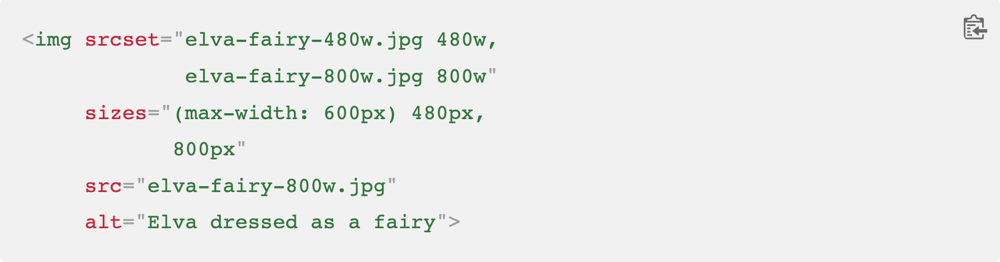 <img srcset="elva-fairy-480w.jpg 480w,
elva-fairy-800w.jpg 800w"
sizes="(max-width: 600px) 480px,
800px"
src="elva-fairy-800w.jpg"
alt="Elva dressed as a fairy">